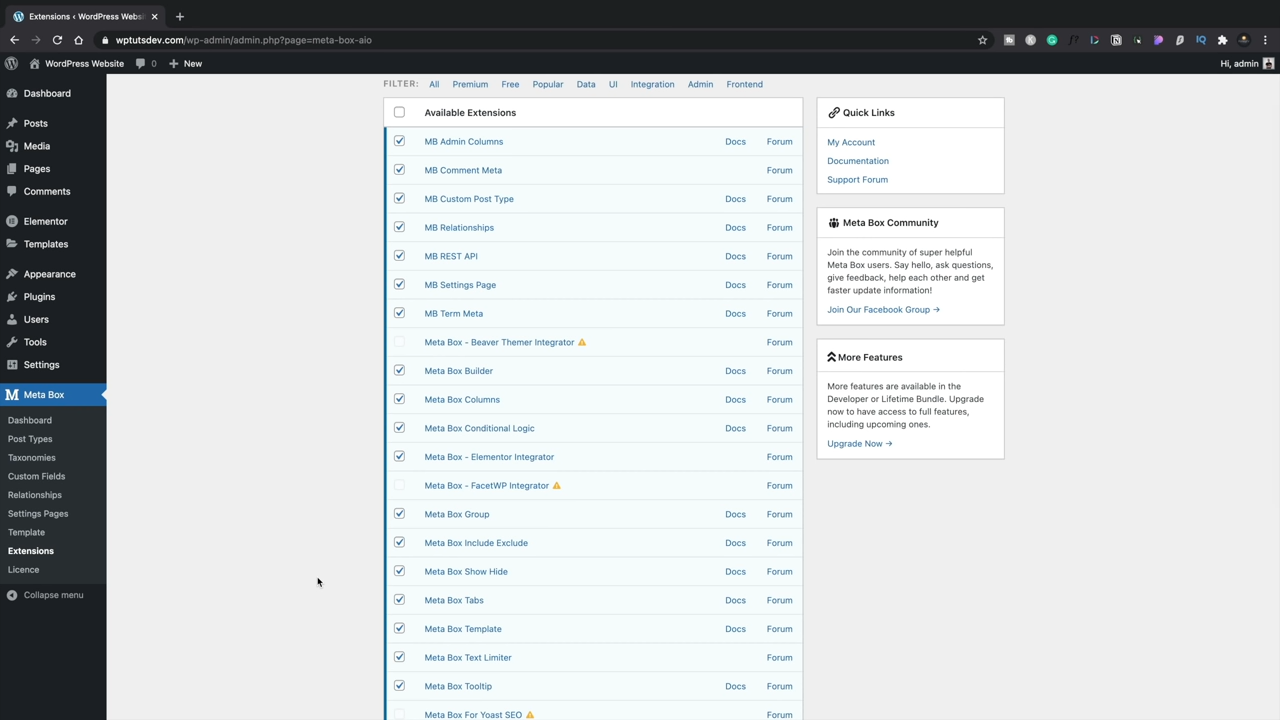 Extensions ‹ WordPress Websi
wptutsdev.com/wp-admin/admin.php?page=meta-box-aio
WordPress Website 0 New Hi, admin
Dashboard
Posts
Media
Pages
Comments
Elementor
Templates
Appearance
Plugins
Users
Tools
Settings
Meta Box
Dashboard
Post Types
Taxonomies
Custom Fields
Relationships
Settings Pages
Template
Extensions
Licence
Collapse menu
FILTER: All Premium Free Popular Data UI Integration Admin Frontend
Available Extensions
MB Admin Columns Docs Forum
MB Comment Meta Forum
MB Custom Post Type Docs Forum
MB Relationships Docs Forum
MB REST API Docs Forum
MB Settings Page Docs Forum
MB Term Meta Docs Forum
Meta Box - Beaver Themer Integrator Forum
Meta Box Builder Docs Forum
Meta Box Columns Docs Forum
Meta Box Conditional Logic Docs Forum
Meta Box - Elementor Integrator Forum
Meta Box - FacetWP Integrator Forum
Meta Box Group Docs Forum
Meta Box Include Exclude Docs Forum
Meta Box Show Hide Docs Forum
Meta Box Tabs Docs Forum
Meta Box Template Docs Forum
Meta Box Text Limiter Forum
Meta Box Tooltip Docs Forum
Meta Box For Yoast SEO Forum
Quick Links
My Account
Documentation
Support Forum
Meta Box Community
Join the community of super helpful
Meta Box users. Say hello, ask questions,
give feedback, help each other and get
faster update information!
Join Our Facebook Group →
More Features
More features are available in the
Developer or Lifetime Bundle. Upgrade
now to have access to full features,
including upcoming ones.
Upgrade Now →